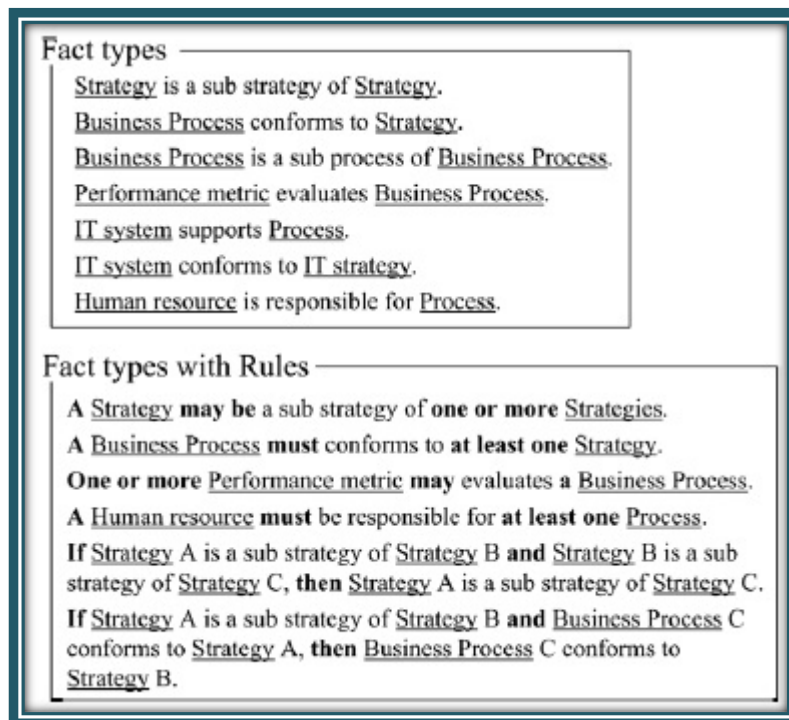 Fact types
Strategy is a sub strategy of Strategy.
Business Process conforms to Strategy.
Business Process is a sub process of Business Process.
Performance metric evaluates Business Process.
IT system supports Process.
IT system conforms to IT strategy.
Human resource is responsible for Process.
Fact types with Rules
A Strategy may be a sub strategy of one or more Strategies.
A Business Process must conforms to at least one Strategy.
One or more Performance metric may evaluates a Business Process.
A Human resource must be responsible for at least one Process.
If Strategy A is a sub strategy of Strategy B and Strategy B is a sub
strategy of Strategy C, then Strategy A is a sub strategy of Strategy C.
If Strategy A is a sub strategy of Strategy B and Business Process C
conforms to Strategy A, then Business Process C conforms to
Strategy B.